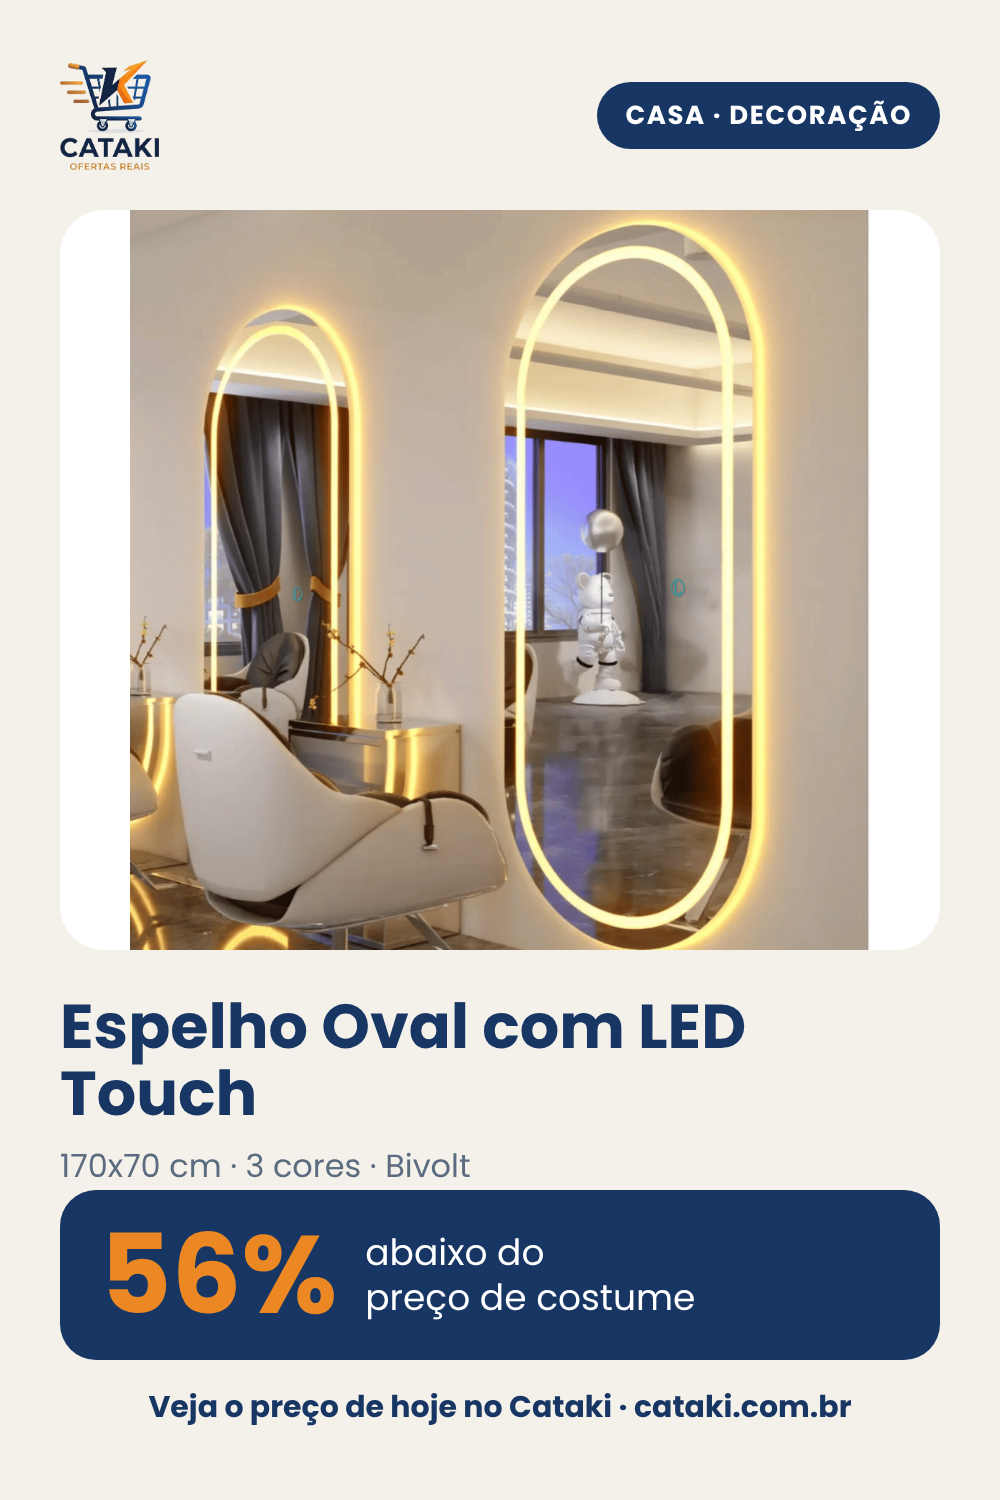 CATAKI
OFERTAS REAIS
CASA · DECORAÇÃO
Espelho Oval com LED
Touch
170x70 cm · 3 cores · Bivolt
56%
abaixo do
preço de costume
Veja o preço de hoje no Cataki · cataki.com.br